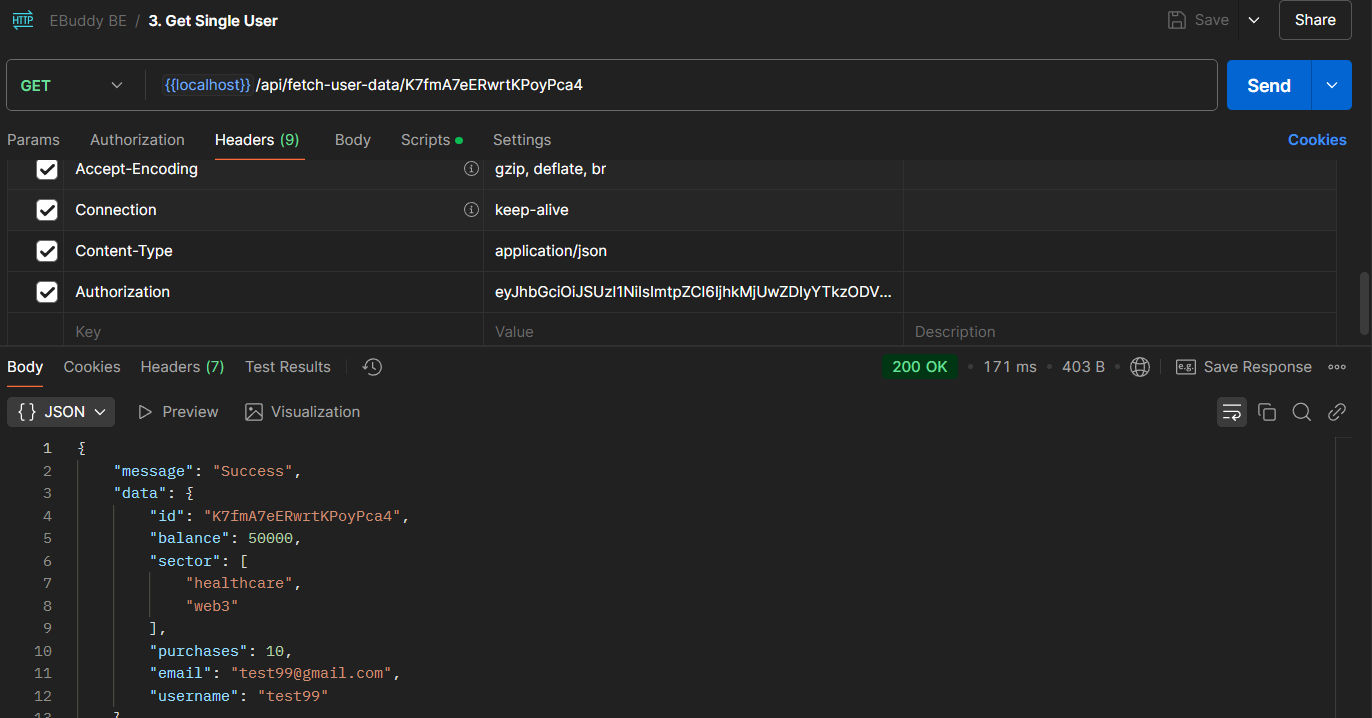 HTTP EBuddy BE / 3. Get Single User Save Share
GET {{localhost}} /api/fetch-user-data/K7fmA7eERwrtKPoyPca4 Send
Params Authorization Headers (9) Body Scripts Settings Cookies
Accept-Encoding gzip, deflate, br
Connection keep-alive
Content-Type application/json
Authorization eyJhbGciOiJSUzI1NiIsImtpZCI6IjhkMjUwZDIyYTkzODV...
Key Value Description
Body Cookies Headers (7) Test Results 200 OK • 171 ms • 403 B • e.g. Save Response
{} JSON Preview Visualization
1 {
2 "message": "Success",
3 "data": {
4 "id": "K7fmA7eERwrtKPoyPca4",
5 "balance": 50000,
6 "sector": [
7 "healthcare",
8 "web3"
9 ],
10 "purchases": 10,
11 "email": "test99@gmail.com",
12 "username": "test99"
13 }